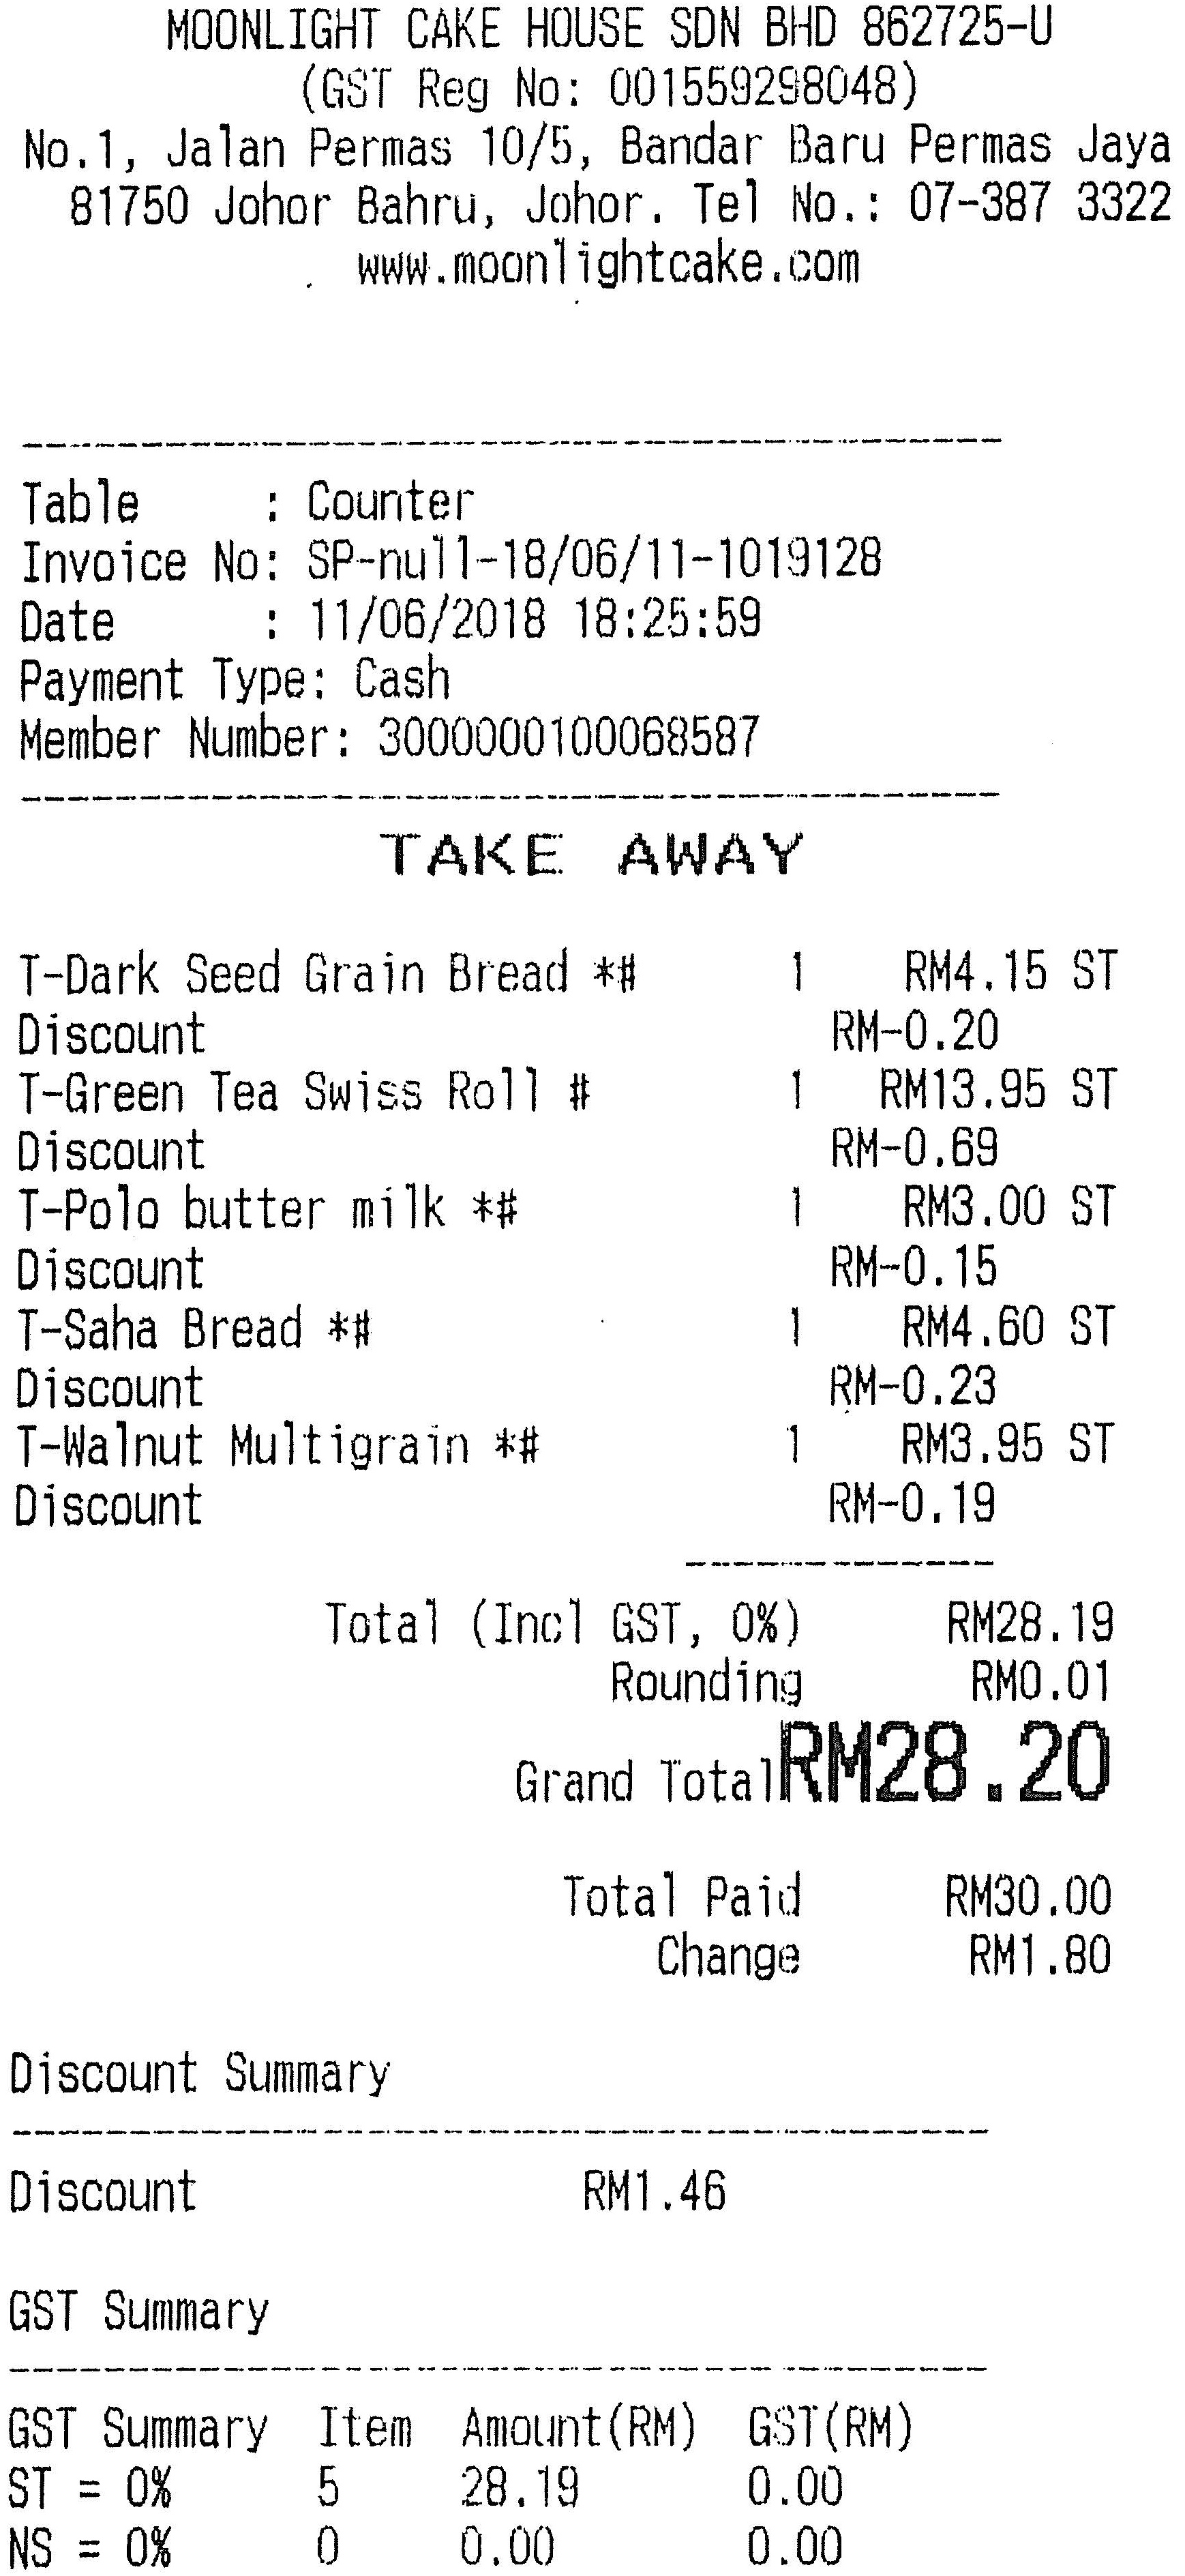 MOONLIGHT CAKE HOUSE SDN BHD 862725-U
(GST Reg No: 001559298048)
No.1, Jalan Permas 10/5, Bandar Baru Permas Jaya
81750 Johor Bahru, Johor. Tel No.: 07-387 3322
www.moonlightcake.com
Table : Counter
Invoice No: SP-null-18/06/11-1019128
Date : 11/06/2018 18:25:59
Payment Type: Cash
Member Number: 3000000100068587
TAKE AWAY
T-Dark Seed Grain Bread *# 1 RM4.15 ST
Discount RM-0.20
T-Green Tea Swiss Roll # 1 RM13.95 ST
Discount RM-0.69
T-Polo butter milk *# 1 RM3.00 ST
Discount RM-0.15
T-Saha Bread *# 1 RM4.60 ST
Discount RM-0.23
T-Walnut Multigrain *# 1 RM3.95 ST
Discount RM-0.19
Total (Incl GST, 0%) RM28.19
Rounding RM0.01
Grand Total RM28.20
Total Paid RM30.00
Change RM1.80
Discount Summary
Discount RM1.46
GST Summary
GST Summary Item Amount(RM) GST(RM)
ST = 0% 5 28.19 0.00
NS = 0% 0 0.00 0.00